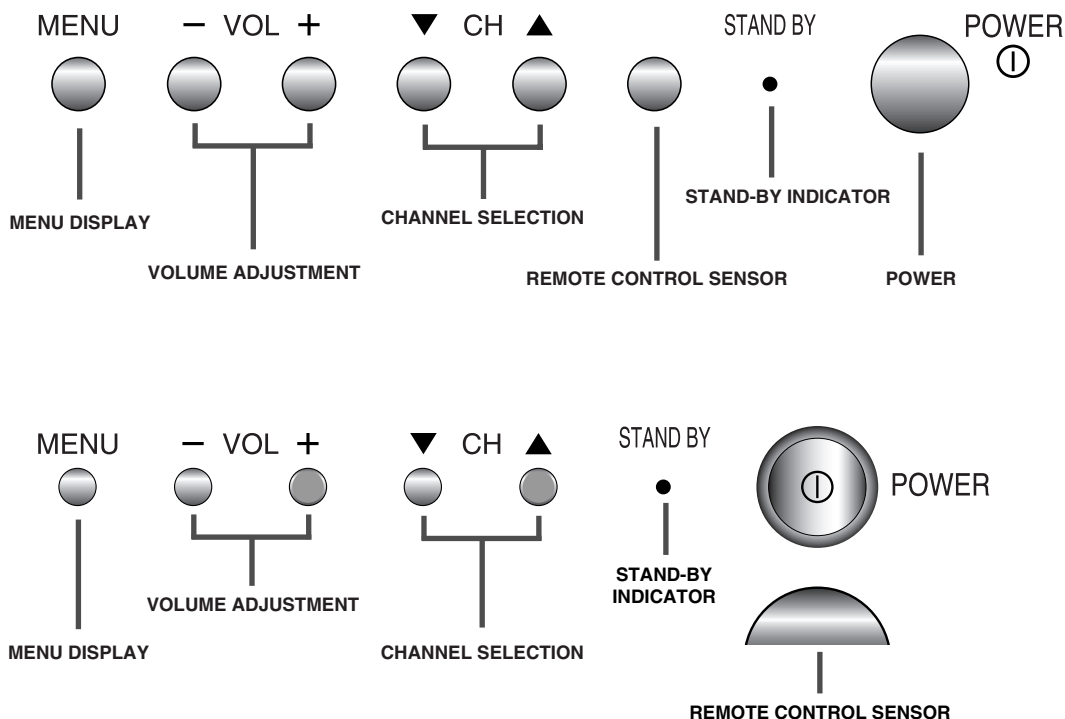 MENU − VOL + ▼ CH ▲ STAND BY POWER
MENU DISPLAY
VOLUME ADJUSTMENT
CHANNEL SELECTION
REMOTE CONTROL SENSOR
STAND-BY INDICATOR
POWER
MENU − VOL + ▼ CH ▲ STAND BY
POWER
MENU DISPLAY
VOLUME ADJUSTMENT
CHANNEL SELECTION
STAND-BY
INDICATOR
REMOTE CONTROL SENSOR